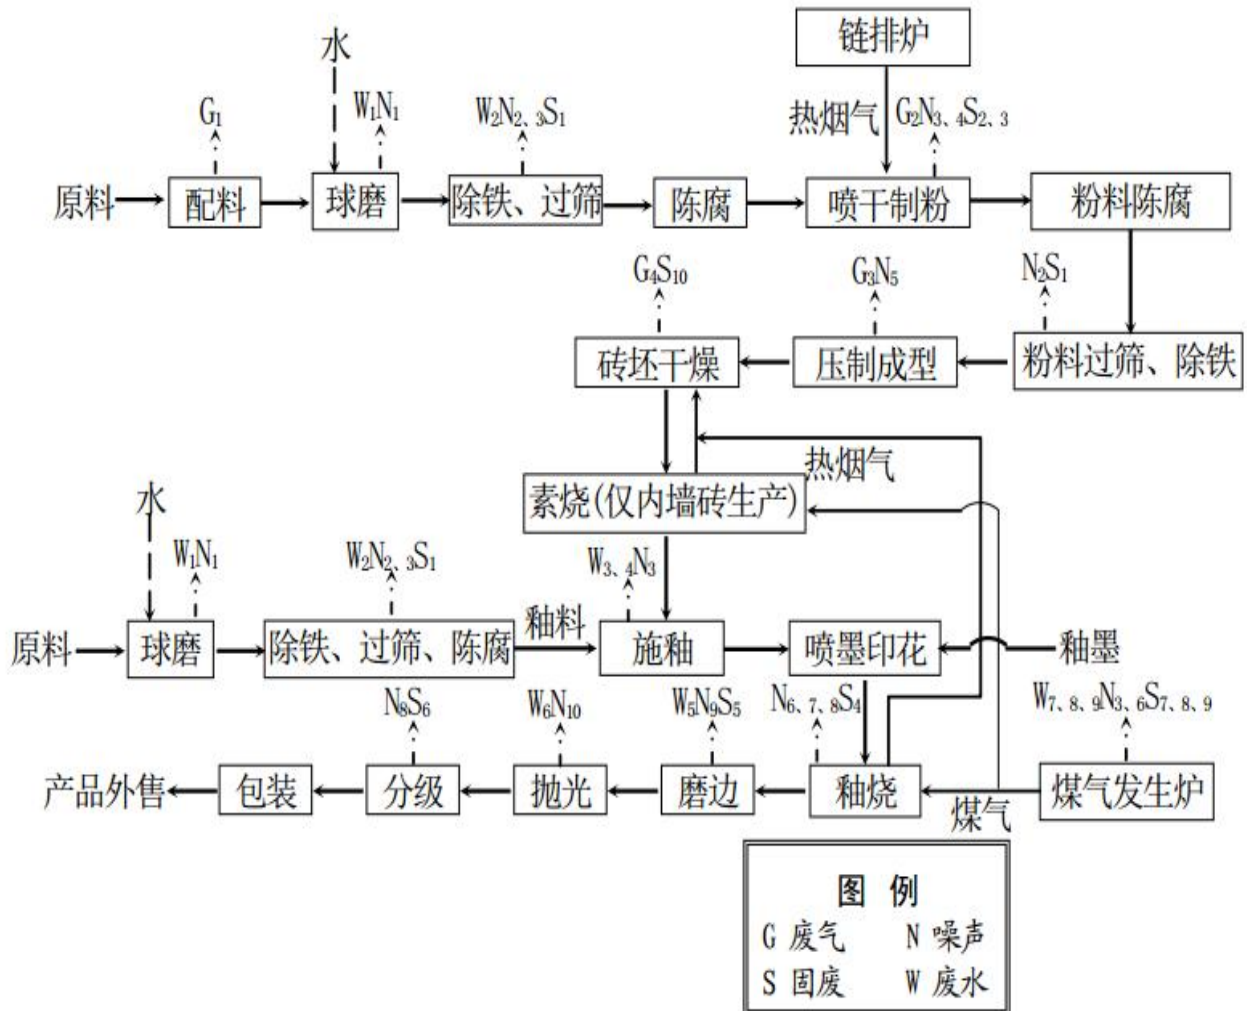 链排炉
水
G₁
W₁N₁
W₂N₂、₃S₁
热烟气
G₂N₃、₄S₂、₃
原料
配料
球磨
除铁、过筛
陈腐
喷干制粉
粉料陈腐
G₄S₁₀
G₃N₅
N₂S₁
砖坯干燥
压制成型
粉料过筛、除铁
热烟气
素烧(仅内墙砖生产)
水
W₁N₁
W₂N₂、₃S₁
W₃、₄N₃
原料
球磨
除铁、过筛、陈腐
釉料
施釉
喷墨印花
釉墨
N₈S₆
W₆N₁₀
W₅N₉S₅
N₆、₇、₈S₄
W₇、₈、₉N₃、₆S₇、₈、₉
产品外售
包装
分级
抛光
磨边
釉烧
煤气
煤气发生炉
图 例
G 废气 N 噪声
S 固废 W 废水